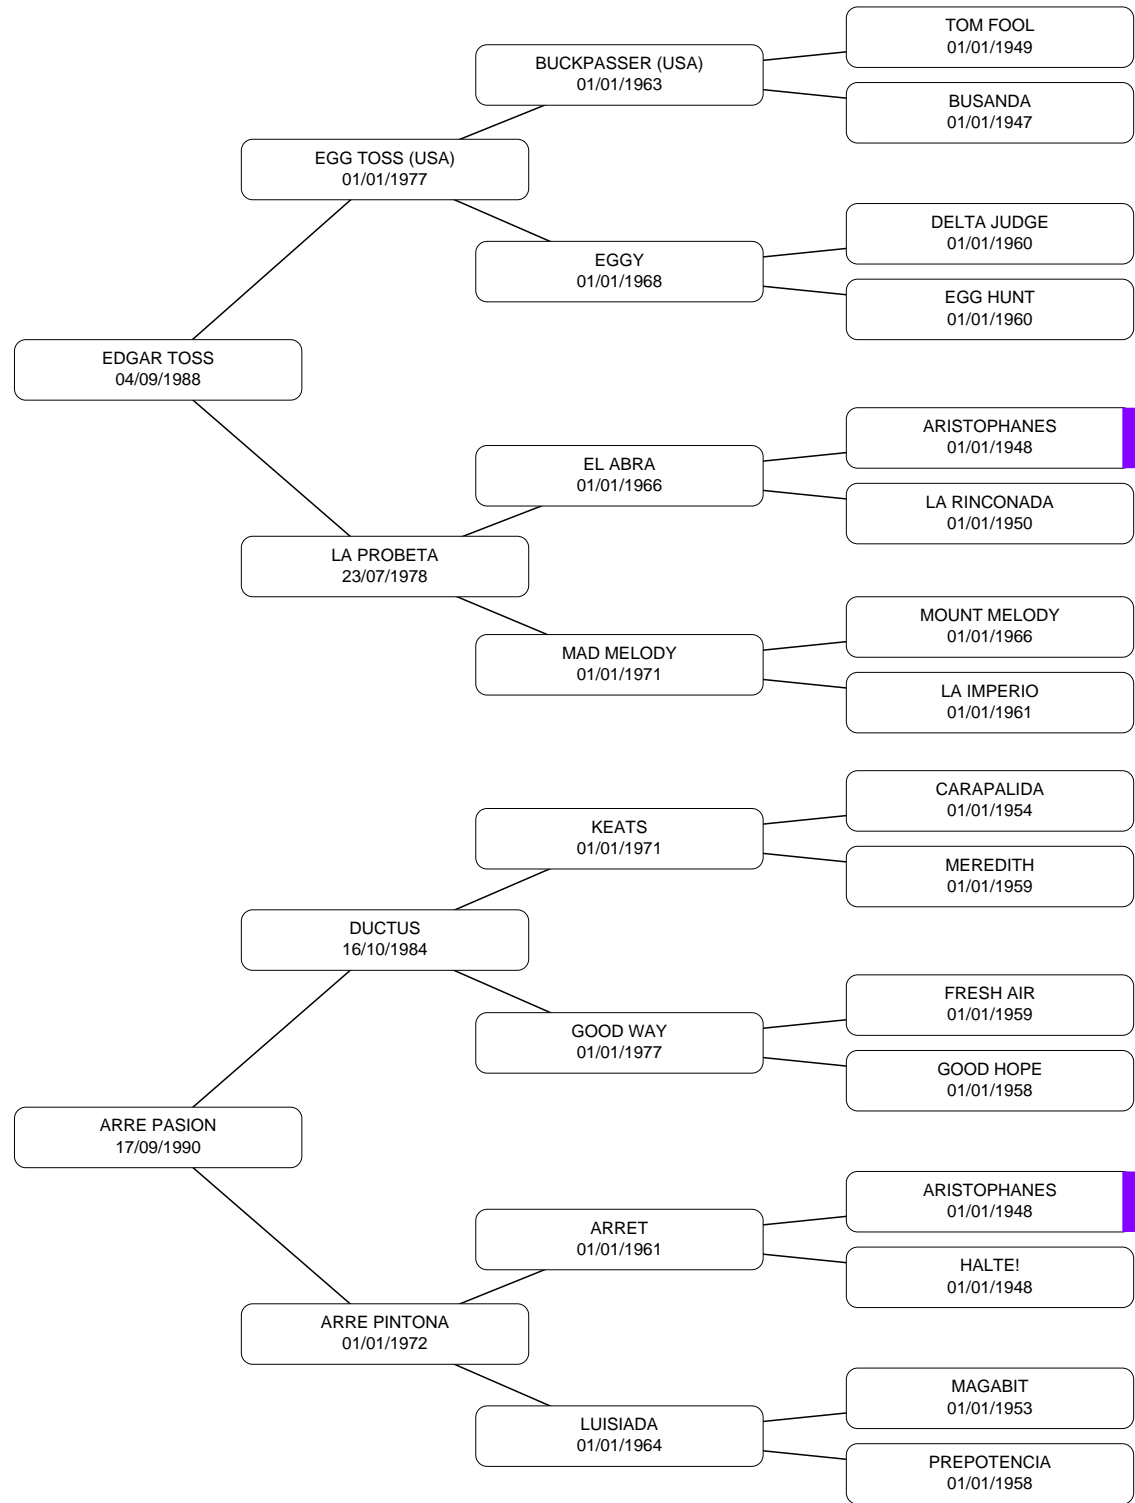 TOM FOOL
01/01/1949
BUCKPASSER (USA)
01/01/1963
BUSANDA
01/01/1947
EGG TOSS (USA)
01/01/1977
DELTA JUDGE
01/01/1960
EGGY
01/01/1968
EGG HUNT
01/01/1960
EDGAR TOSS
04/09/1988
ARISTOPHANES
01/01/1948
EL ABRA
01/01/1966
LA RINCONADA
01/01/1950
LA PROBETA
23/07/1978
MOUNT MELODY
01/01/1966
MAD MELODY
01/01/1971
LA IMPERIO
01/01/1961
CARAPALIDA
01/01/1954
KEATS
01/01/1971
MEREDITH
01/01/1959
DUCTUS
16/10/1984
FRESH AIR
01/01/1959
GOOD WAY
01/01/1977
GOOD HOPE
01/01/1958
ARRE PASION
17/09/1990
ARISTOPHANES
01/01/1948
ARRET
01/01/1961
HALTE!
01/01/1948
ARRE PINTONA
01/01/1972
MAGABIT
01/01/1953
LUISIADA
01/01/1964
PREPOTENCIA
01/01/1958